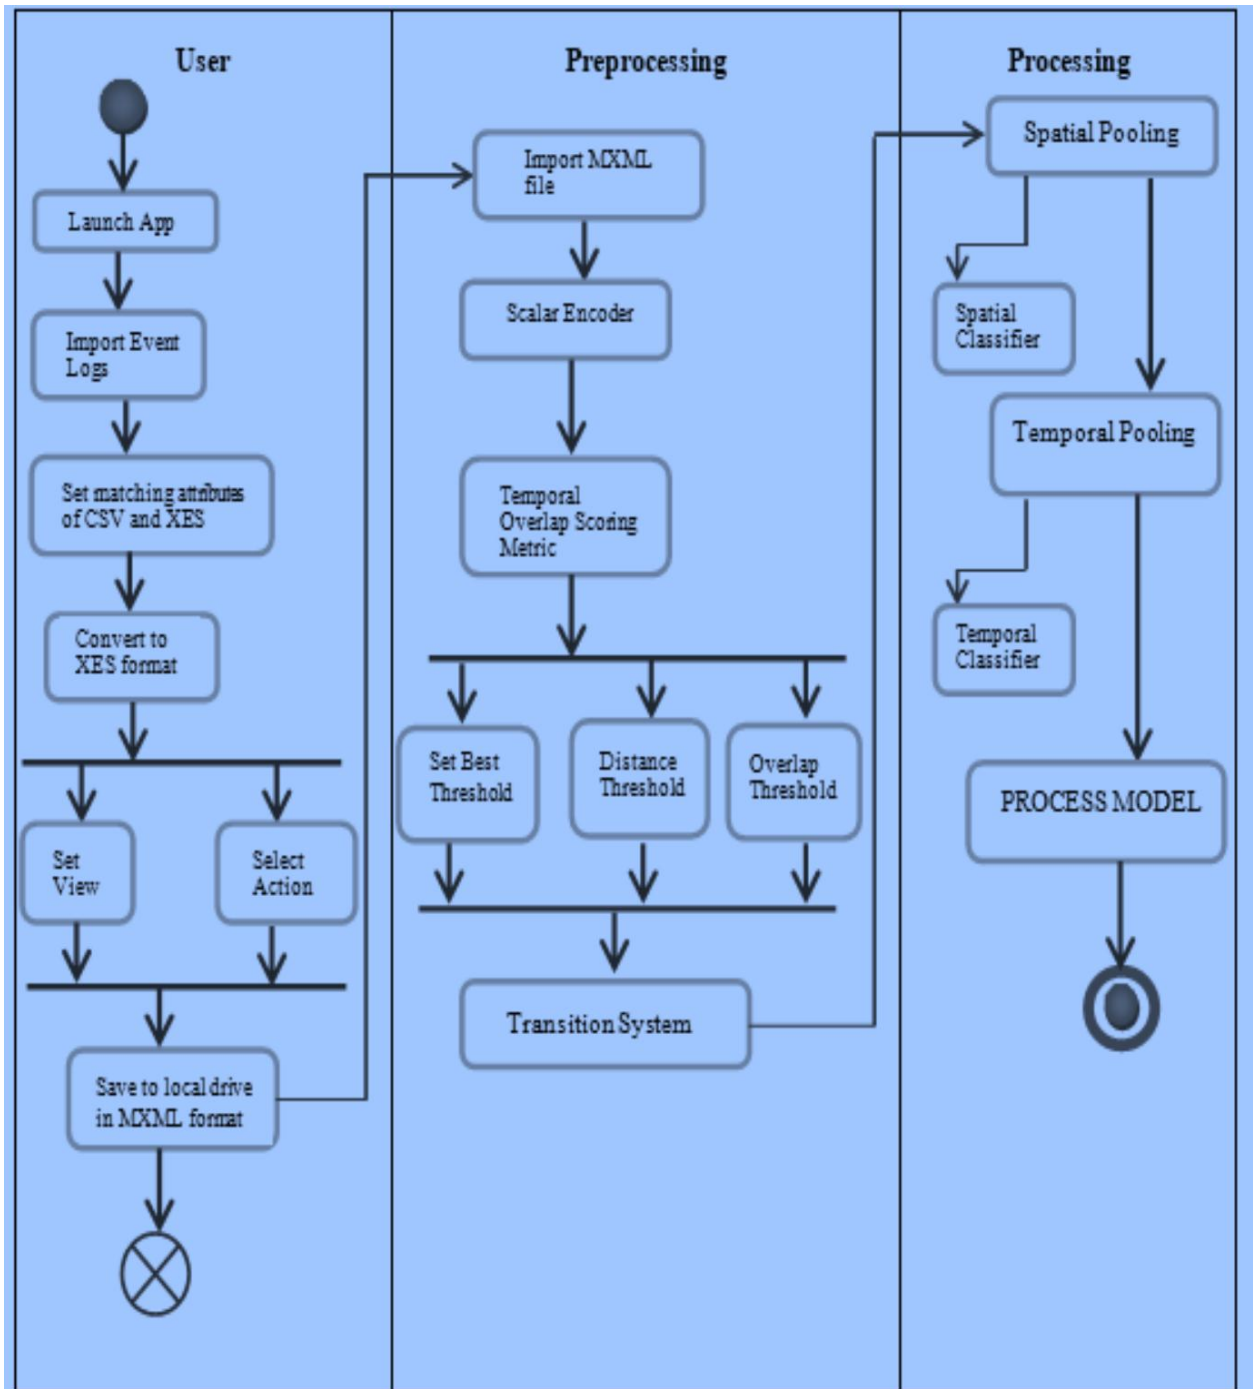 User
Launch App
Import Event
Logs
Set matching attributes
of CSV and XES
Convert to
XES format
Set
View
Select
Action
Save to local drive
in MXML format
Preprocessing
Import MXML
file
Scalar Encoder
Temporal
Overlap Scoring
Metric
Set Best
Threshold
Distance
Threshold
Overlap
Threshold
Transition System
Processing
Spatial Pooling
Spatial
Classifier
Temporal Pooling
Temporal
Classifier
PROCESS MODEL